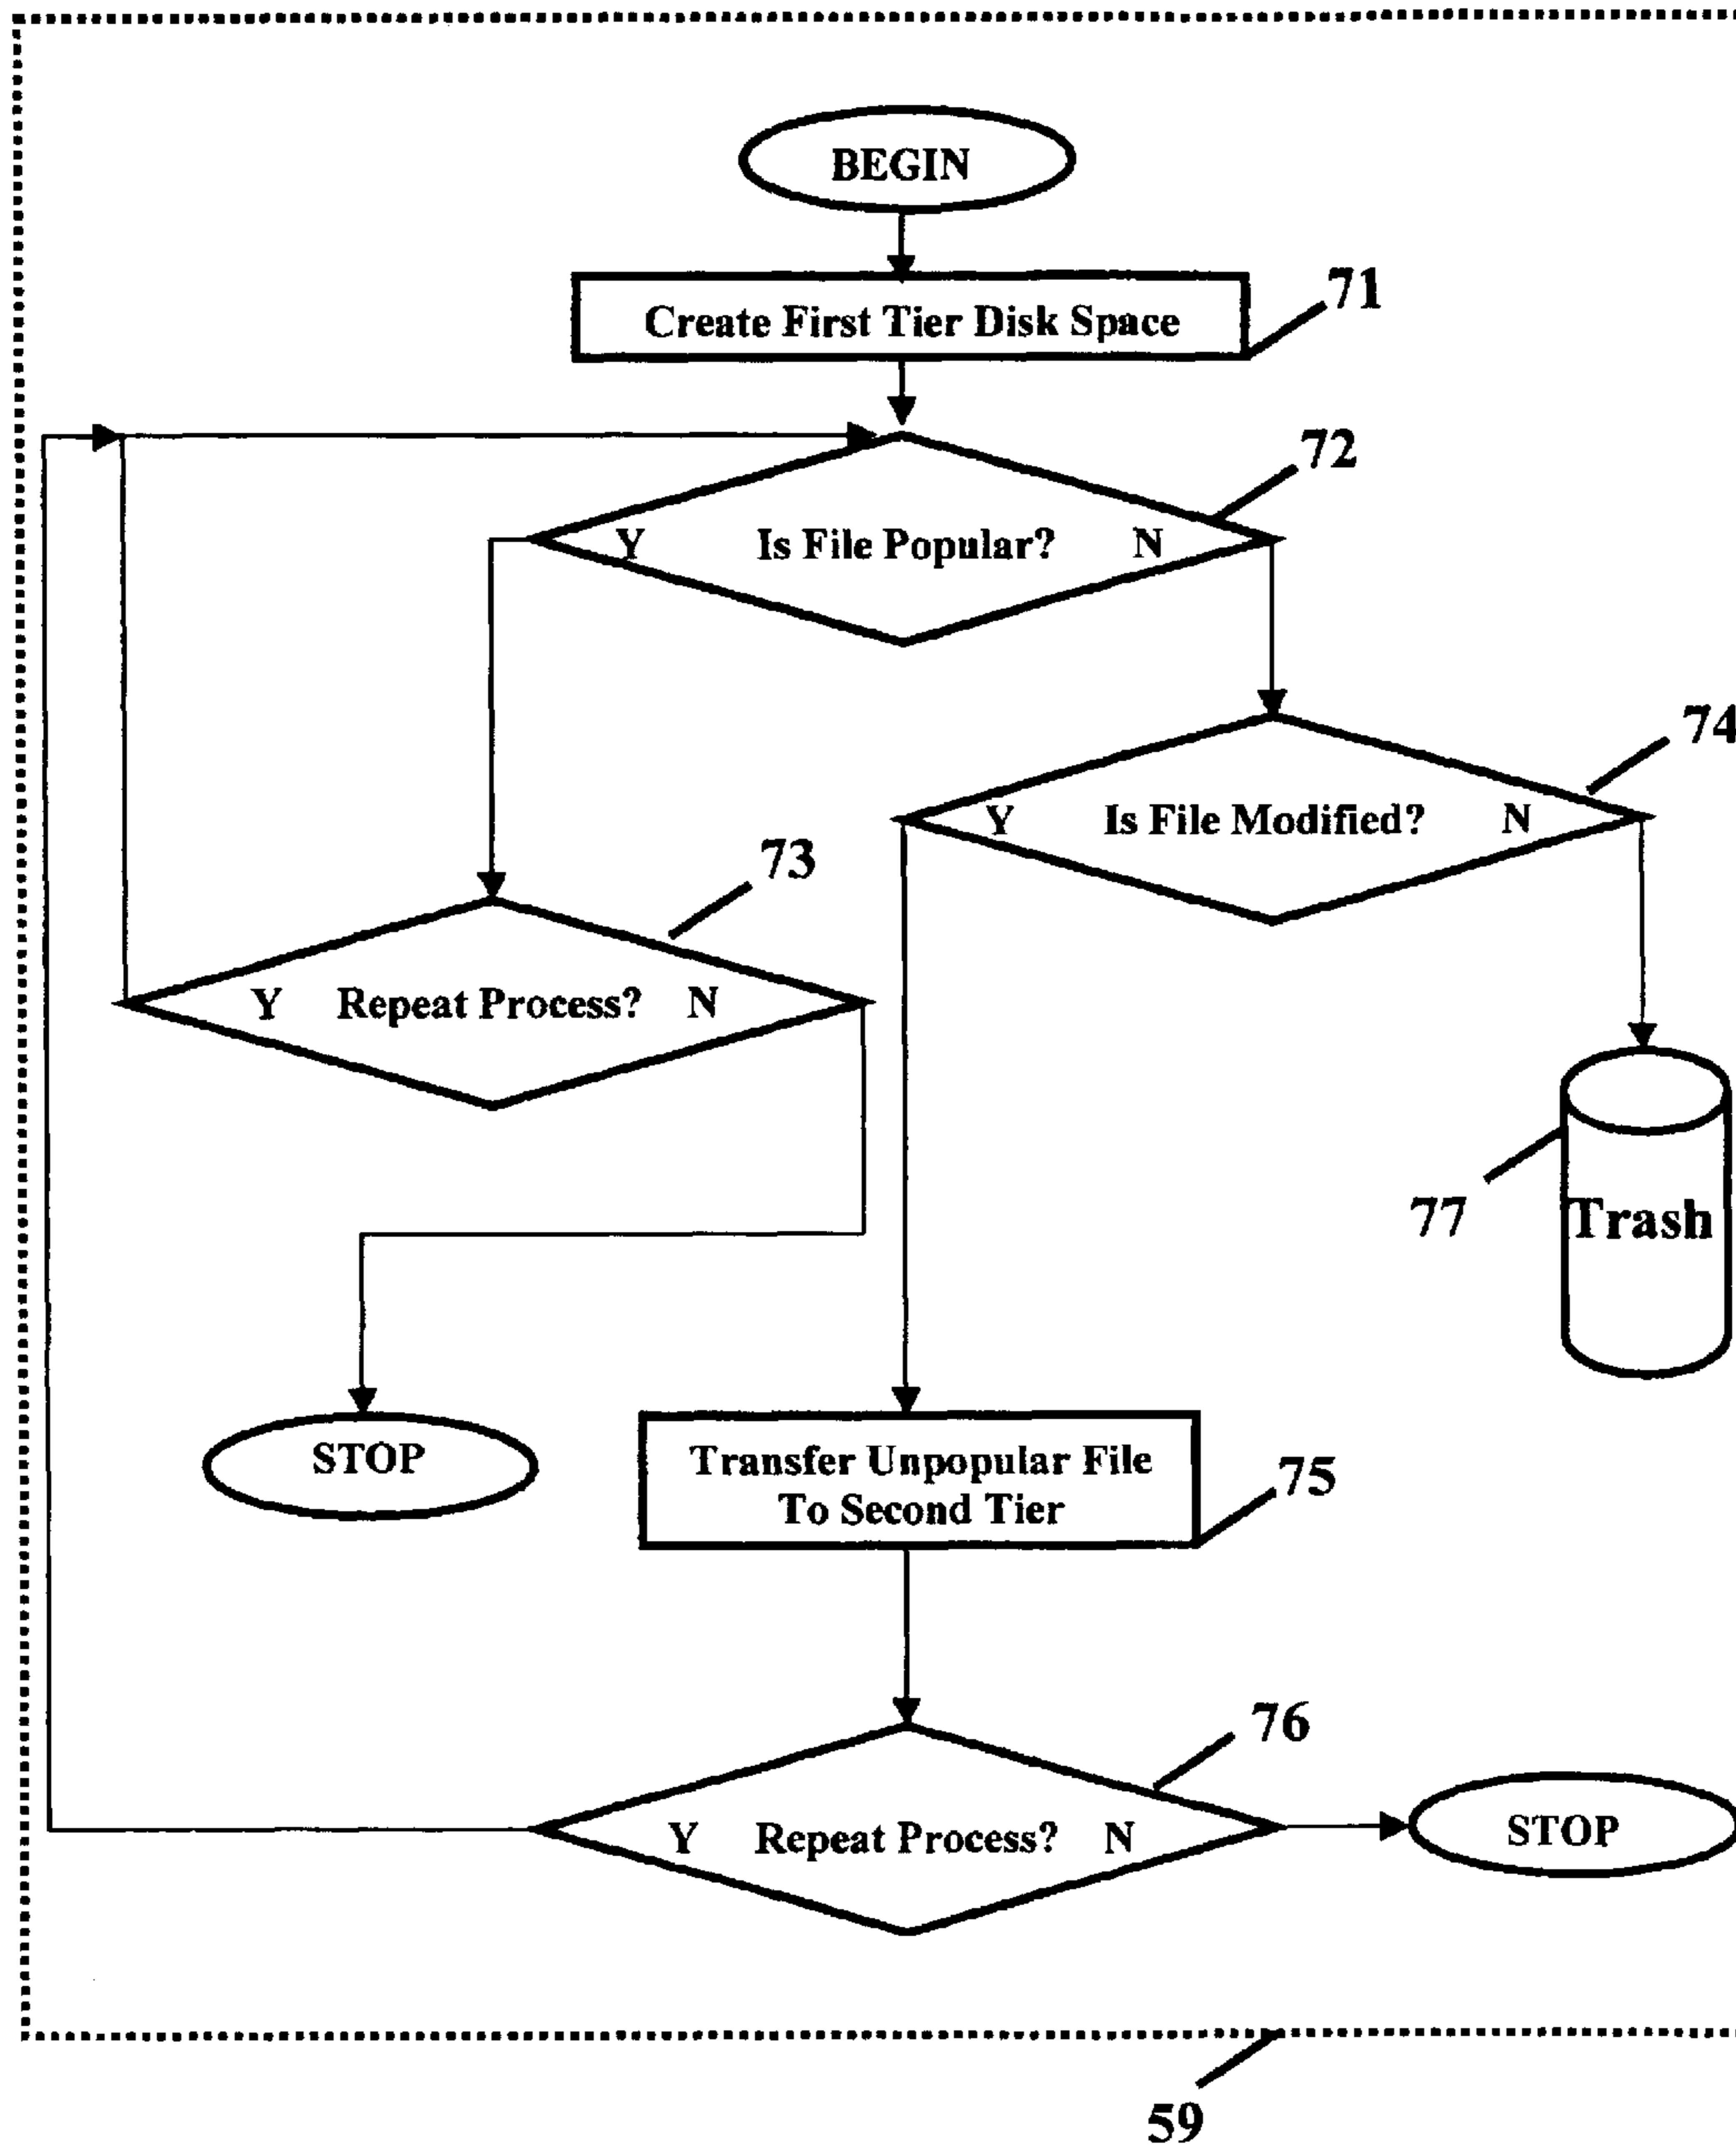 BEGIN
Create First Tier Disk Space
71
72
Y Is File Popular? N
74
Y Is File Modified? N
73
Y Repeat Process? N
77
Trash
STOP
Transfer Unpopular File
To Second Tier
75
76
Y Repeat Process? N
STOP
59